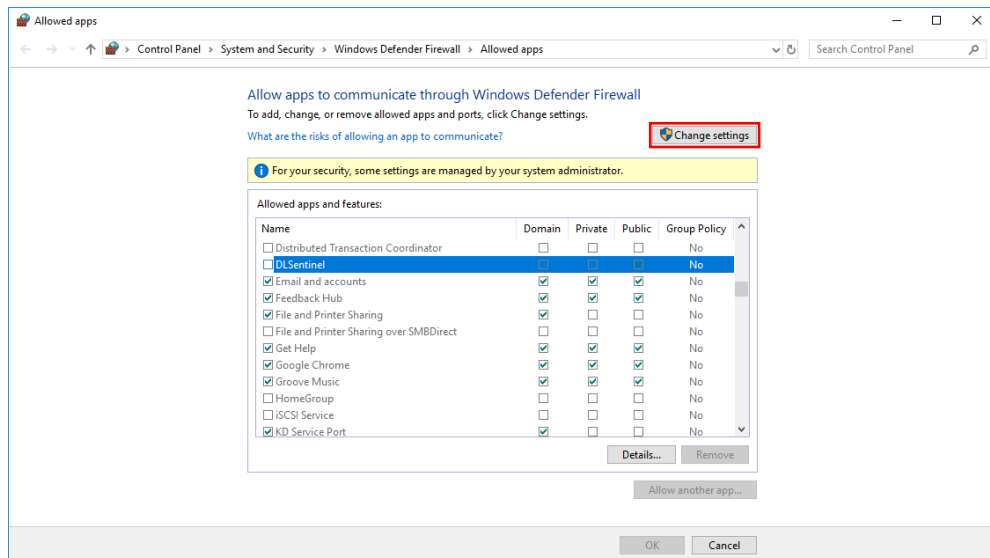 Allowed apps
Control Panel > System and Security > Windows Defender Firewall > Allowed apps
Search Control Panel
Allow apps to communicate through Windows Defender Firewall
To add, change, or remove allowed apps and ports, click Change settings.
What are the risks of allowing an app to communicate?
Change settings
For your security, some settings are managed by your system administrator.
Allowed apps and features:
Name Domain Private Public Group Policy
Distributed Transaction Coordinator No
DLSentinel No
Email and accounts No
Feedback Hub No
File and Printer Sharing No
File and Printer Sharing over SMBDirect No
Get Help No
Google Chrome No
Groove Music No
HomeGroup No
iSCSI Service No
KD Service Port No
Details... Remove
Allow another app...
OK Cancel